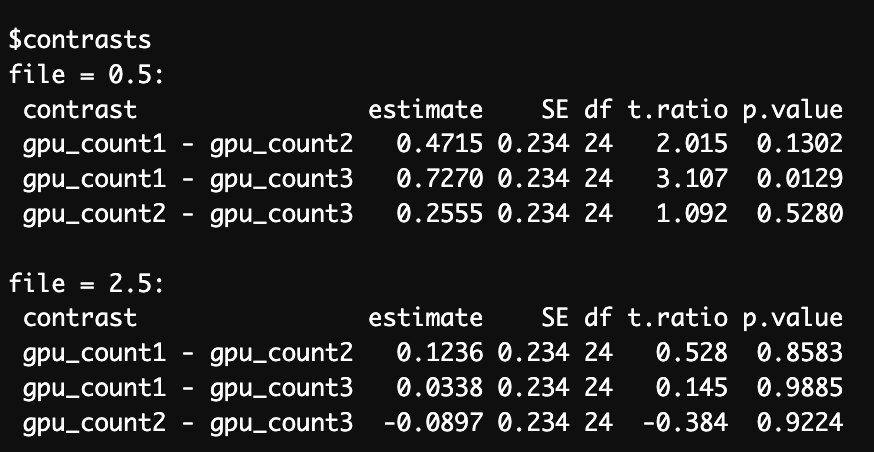 $contrasts
file = 0.5:
contrast estimate SE df t.ratio p.value
gpu_count1 - gpu_count2 0.4715 0.234 24 2.015 0.1302
gpu_count1 - gpu_count3 0.7270 0.234 24 3.107 0.0129
gpu_count2 - gpu_count3 0.2555 0.234 24 1.092 0.5280
file = 2.5:
contrast estimate SE df t.ratio p.value
gpu_count1 - gpu_count2 0.1236 0.234 24 0.528 0.8583
gpu_count1 - gpu_count3 0.0338 0.234 24 0.145 0.9885
gpu_count2 - gpu_count3 -0.0897 0.234 24 -0.384 0.9224